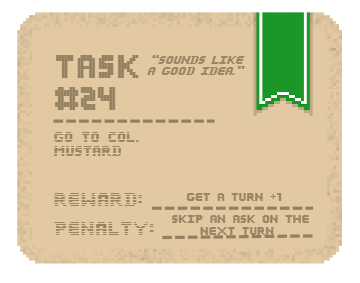 TASK "SOUNDS LIKE
#24 A GOOD IDEA."
GO TO COL.
MUSTARD
REWARD: GET A TURN +1
PENALTY: SKIP AN ASK ON THE
NEXT TURN